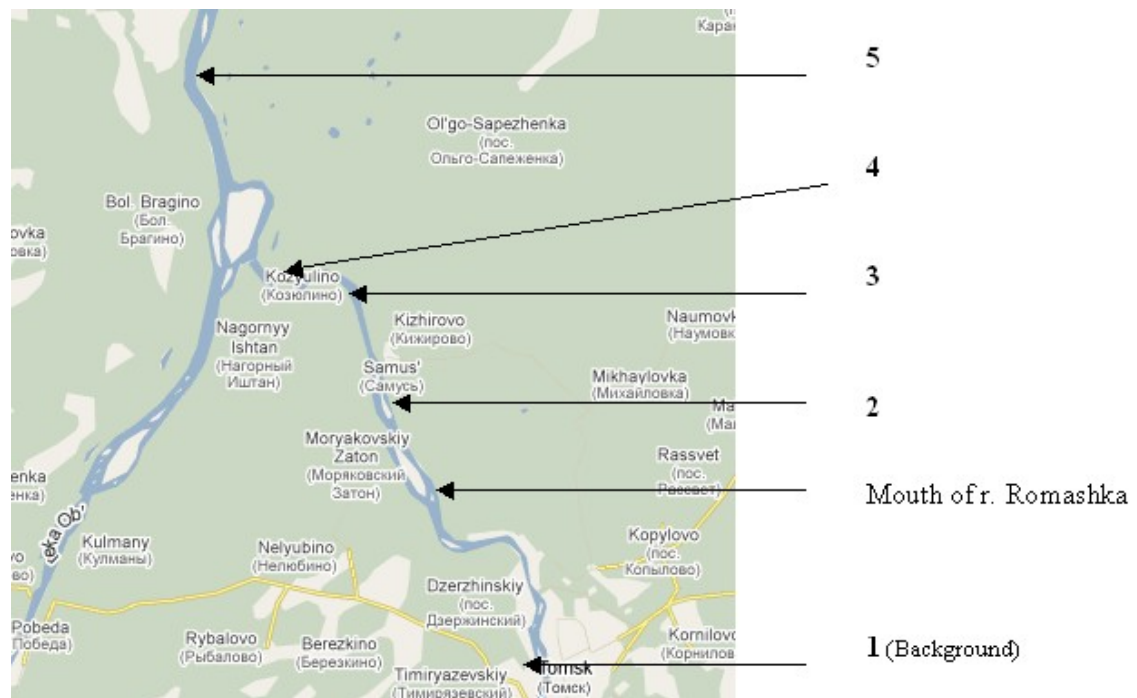 Кара
5
Ol'go-Sapezhenka
(пос.
Ольго-Сапеженка)
4
Bol. Bragino
(Бол.
Брагино)
ovka
овка)
Kozyulino
(Козюлино)
3
Nagornyy
Ishtan
(Нагорный
Иштан)
Kizhirovo
(Кижирово)
Naumovk
(Наумовк
Samus'
(Самусь)
Mikhaylovka
(Михайловка)
Ma
(Ма
2
Moryakovskiy
Zaton
(Моряковский
Затон)
Rassvet
(пос.
Рассвет)
enka
енка)
Mouth of r. Romashka
eka Ob'
Kulmany
(Кулманы)
vo
во)
Nelyubino
(Нелюбино)
Kopylovo
(пос.
Копылово)
Dzerzhinskiy
(пос.
Дзержинский)
Pobeda
Победа)
Rybalovo
(Рыбалово)
Berezkino
(Березкино)
Kornilovo
(Корнилов
Timiryazevskiy
(Тимирязевский)
Tomsk
(Томск)
1 (Background)